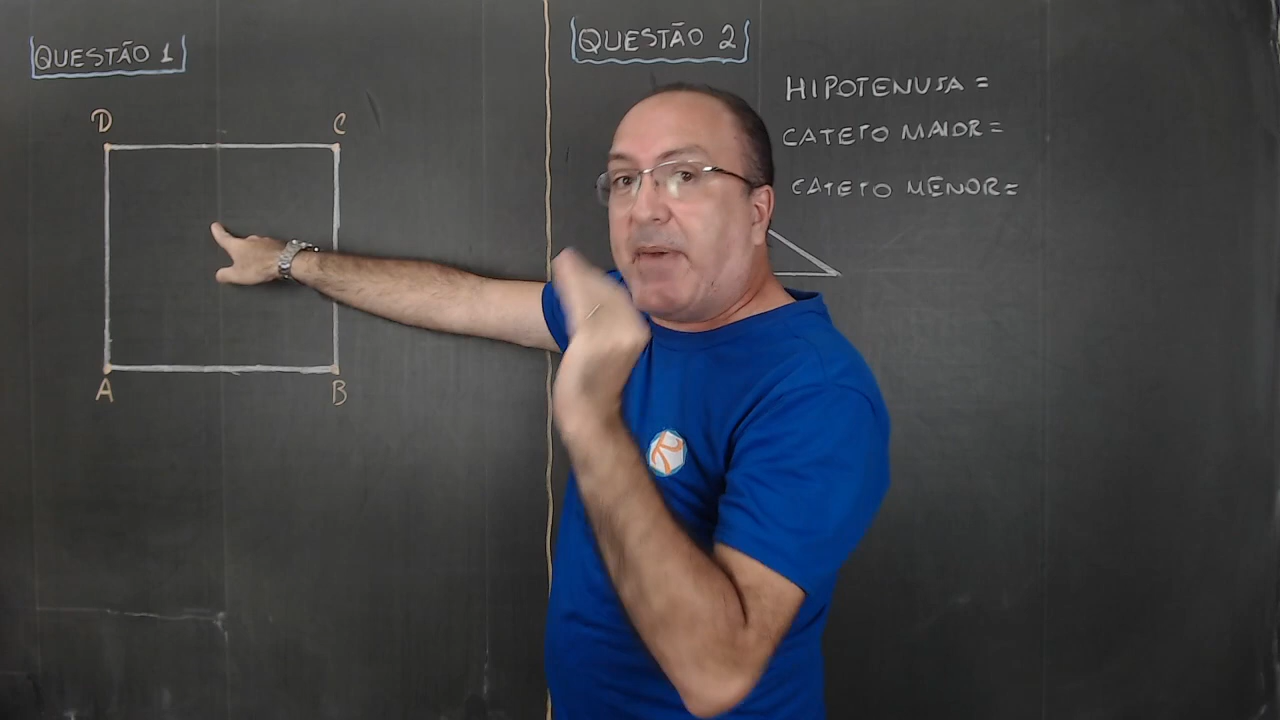 QUESTÃO 1
D
C
A
B
QUESTÃO 2
HIPOTENUSA =
CATETO MAIOR =
CATETO MENOR =
K